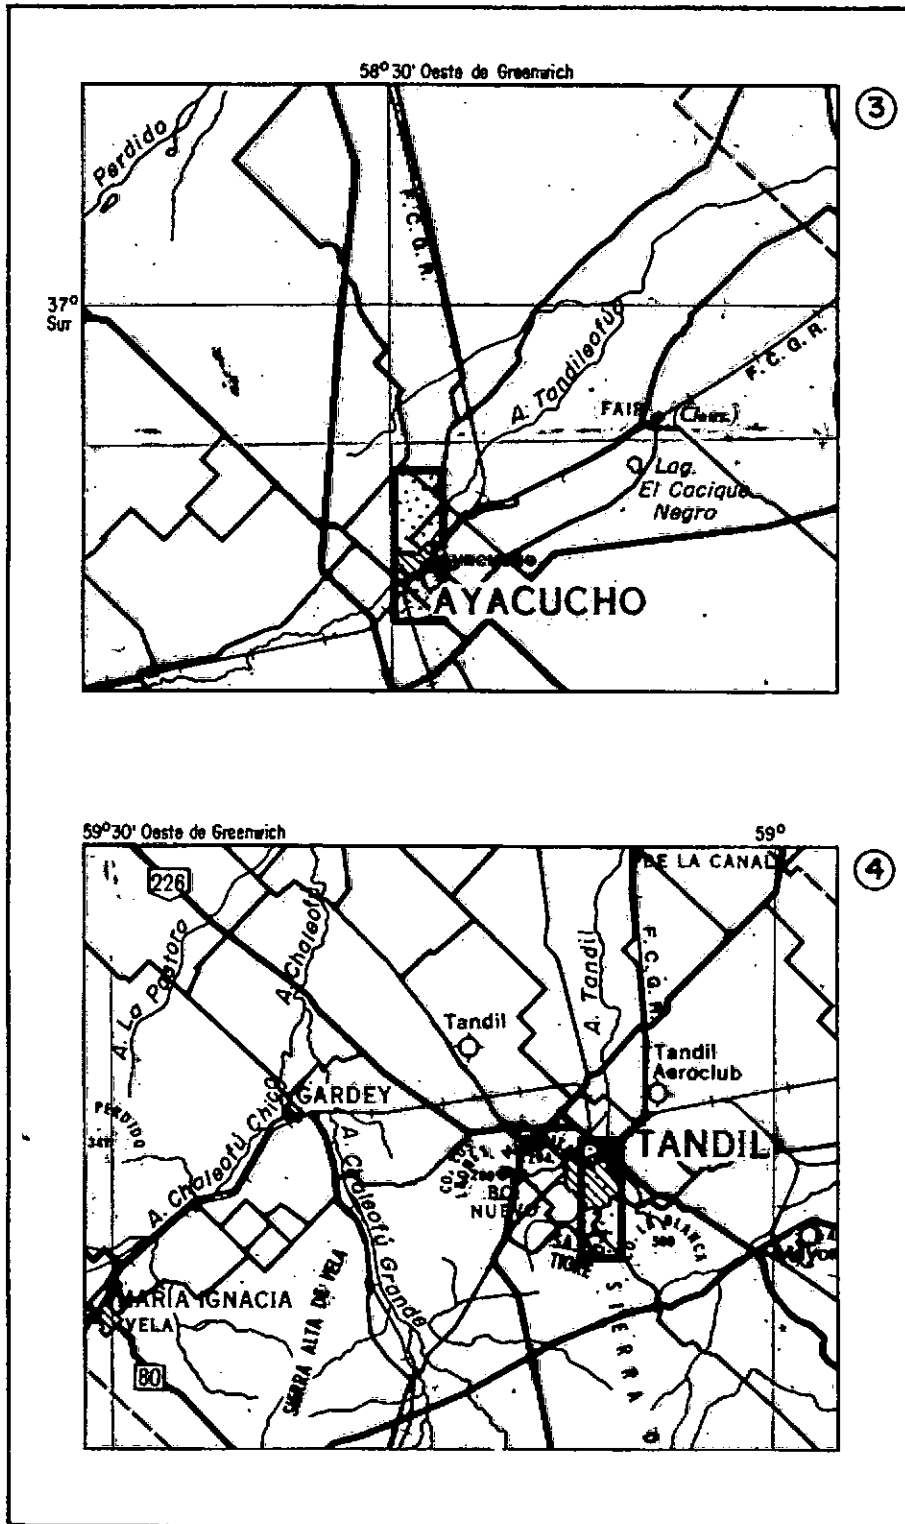 58° 30' Oeste de Greenwich
3
Perdido
F. C. G. R.
37°
Sur
A. Tandileofú
F. C. G. R.
FAIR
Lag.
El Cacique
Negro
AYACUCHO
59° 30' Oeste de Greenwich
59°
4
DE LA CANAL
226
A. La Pastora
A. Chaleofú
A. Tandil
F. C. G. R.
Tandil
Tandil
Aeroclub
GARDEY
PERDIDO
A. Chaleofú Chico
TANDIL
A. Chaleofú Grande
NUEVO
LA BLANCA
TIGRE
SIERRA
MARIA IGNACIA
VELA
SIERRA ALTA DE VELA
80